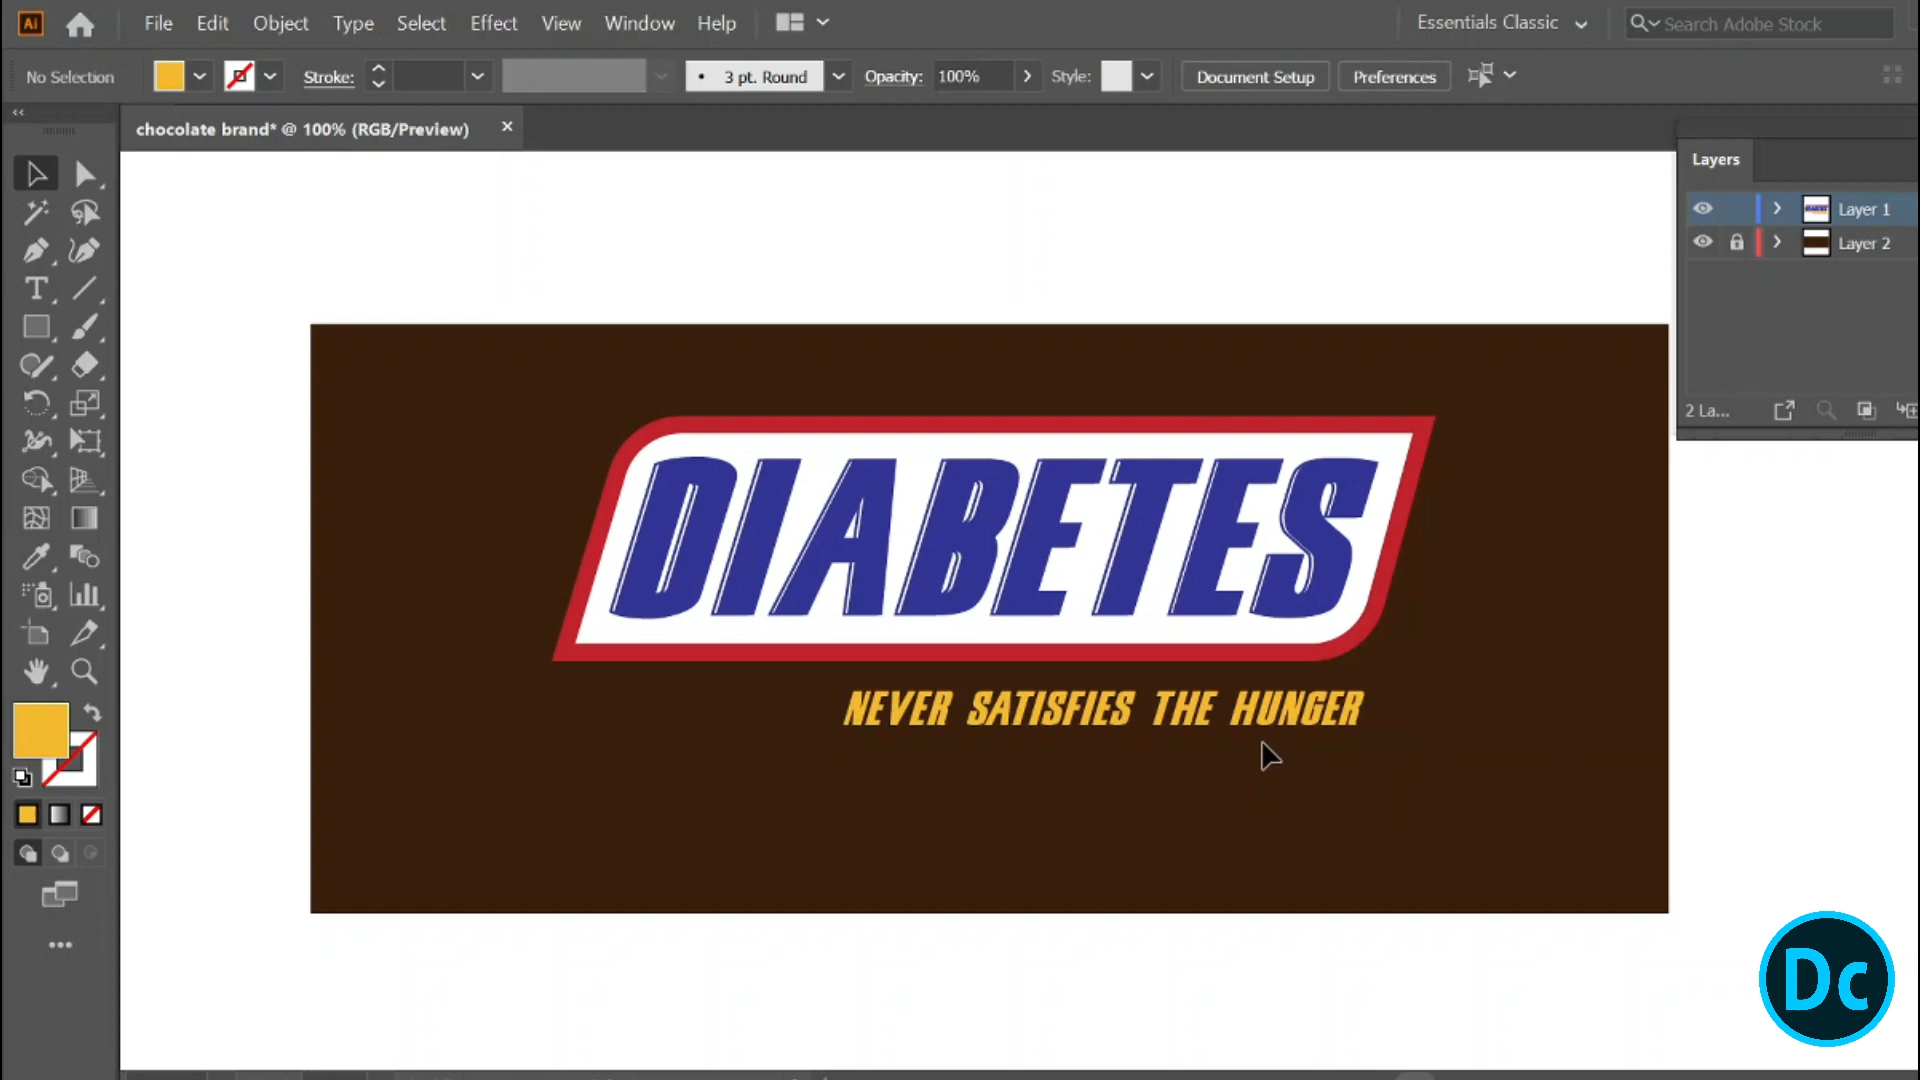 Ai File Edit Object Type Select Effect View Window Help Essentials Classic Search Adobe Stock
No Selection Stroke: 3 pt. Round Opacity: 100% Style: Document Setup Preferences
chocolate brand* @ 100% (RGB/Preview)
Layers
Layer 1
Layer 2
2 La...
DIABETES
NEVER SATISFIES THE HUNGER
Dc